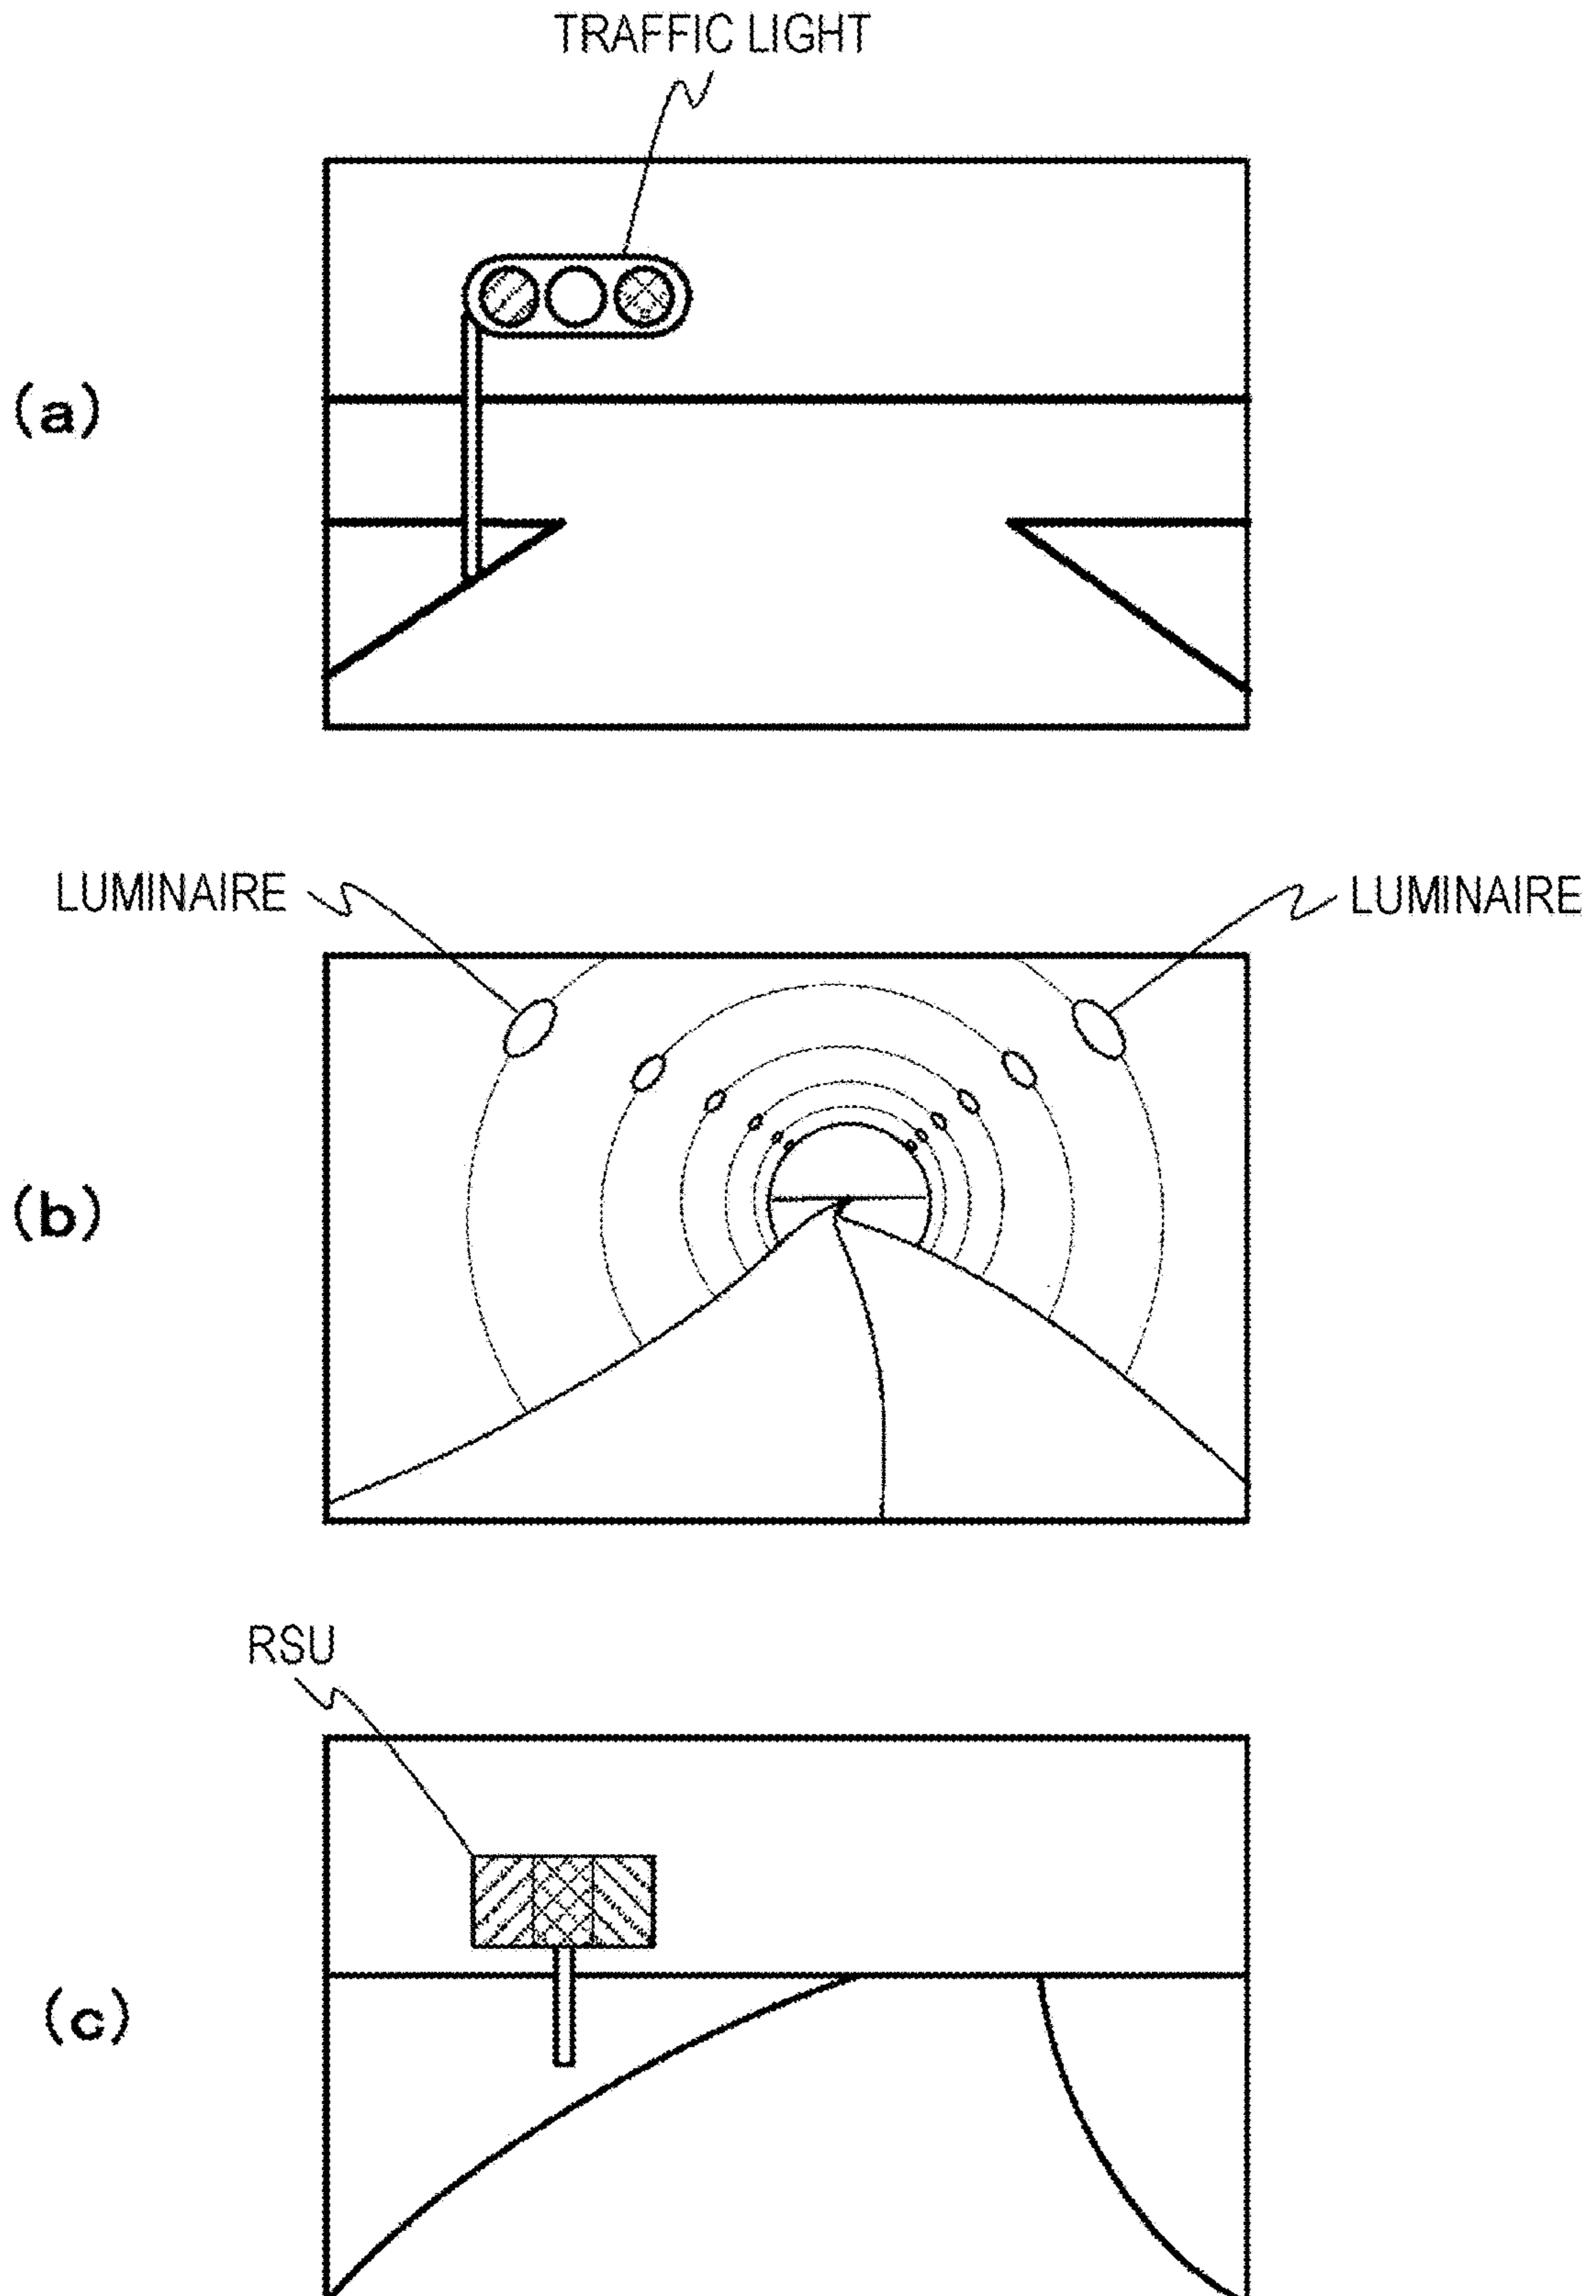 TRAFFIC LIGHT
(a)
LUMINAIRE
LUMINAIRE
(b)
RSU
(c)